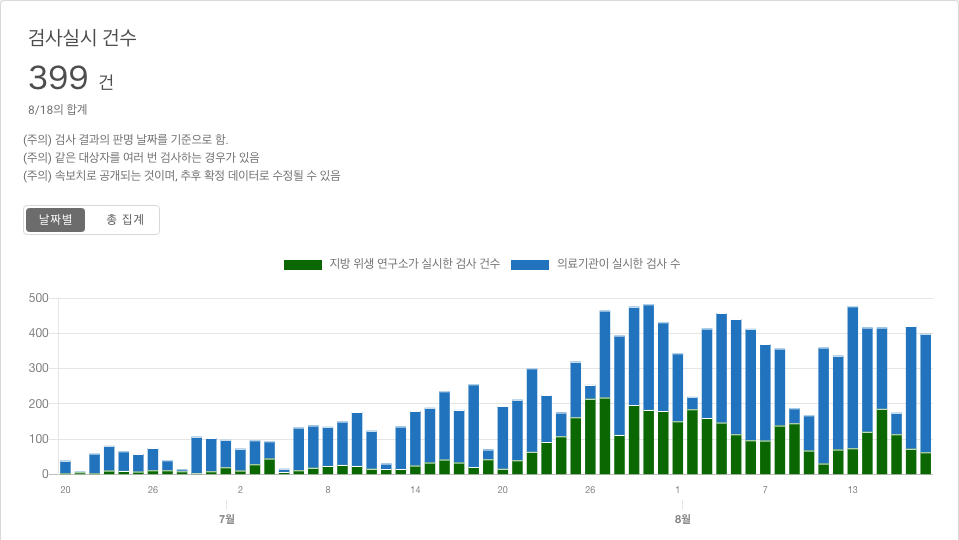 검사실시 건수
399 건
8/18의 합계
(주의) 검사 결과의 판명 날짜를 기준으로 함.
(주의) 같은 대상자를 여러 번 검사하는 경우가 있음
(주의) 속보치로 공개되는 것이며, 추후 확정 데이터로 수정될 수 있음
날짜별 총 집계
지방 위생 연구소가 실시한 검사 건수 의료기관이 실시한 검사 수
500
400
300
200
100
0
20 26 2 8 14 20 26 1 7 13
7월 8월